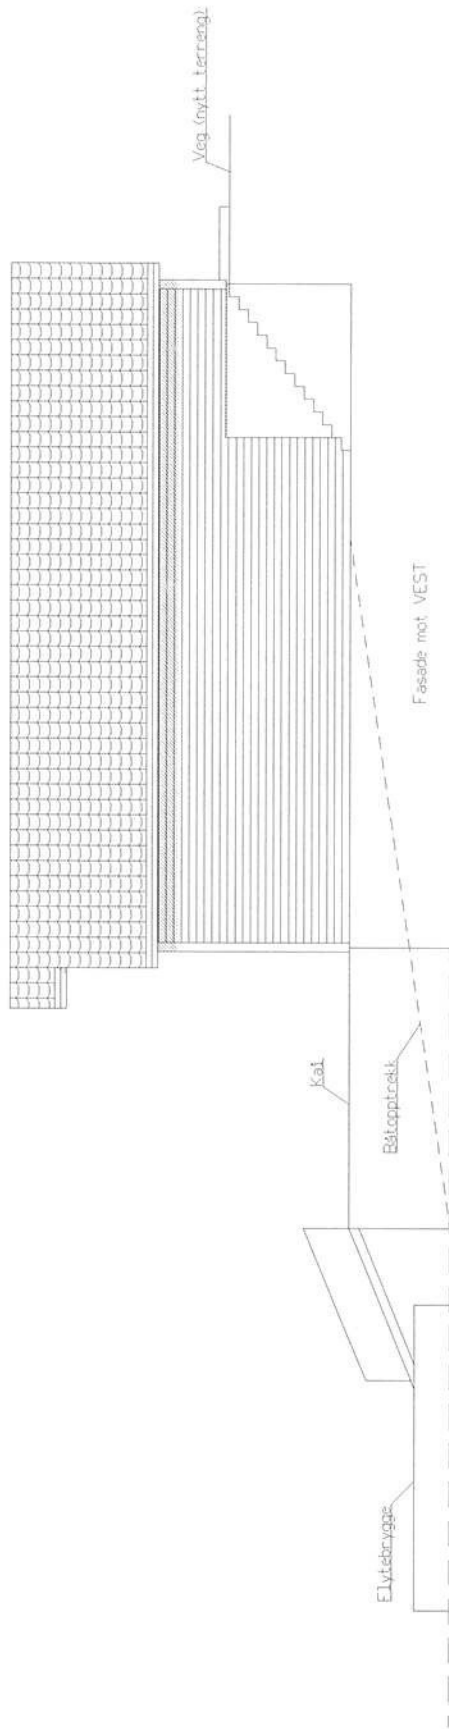 Veg (nytt terreng)
Kai
Båtopptrekk
Flytebrygge
Fasade mot VEST